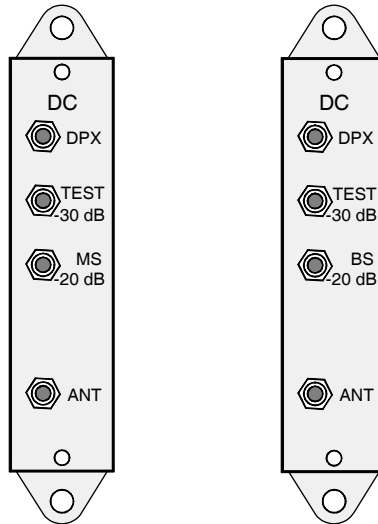 DC
DPX
TEST
-30 dB
MS
-20 dB
ANT
DC
DPX
TEST
-30 dB
BS
-20 dB
ANT